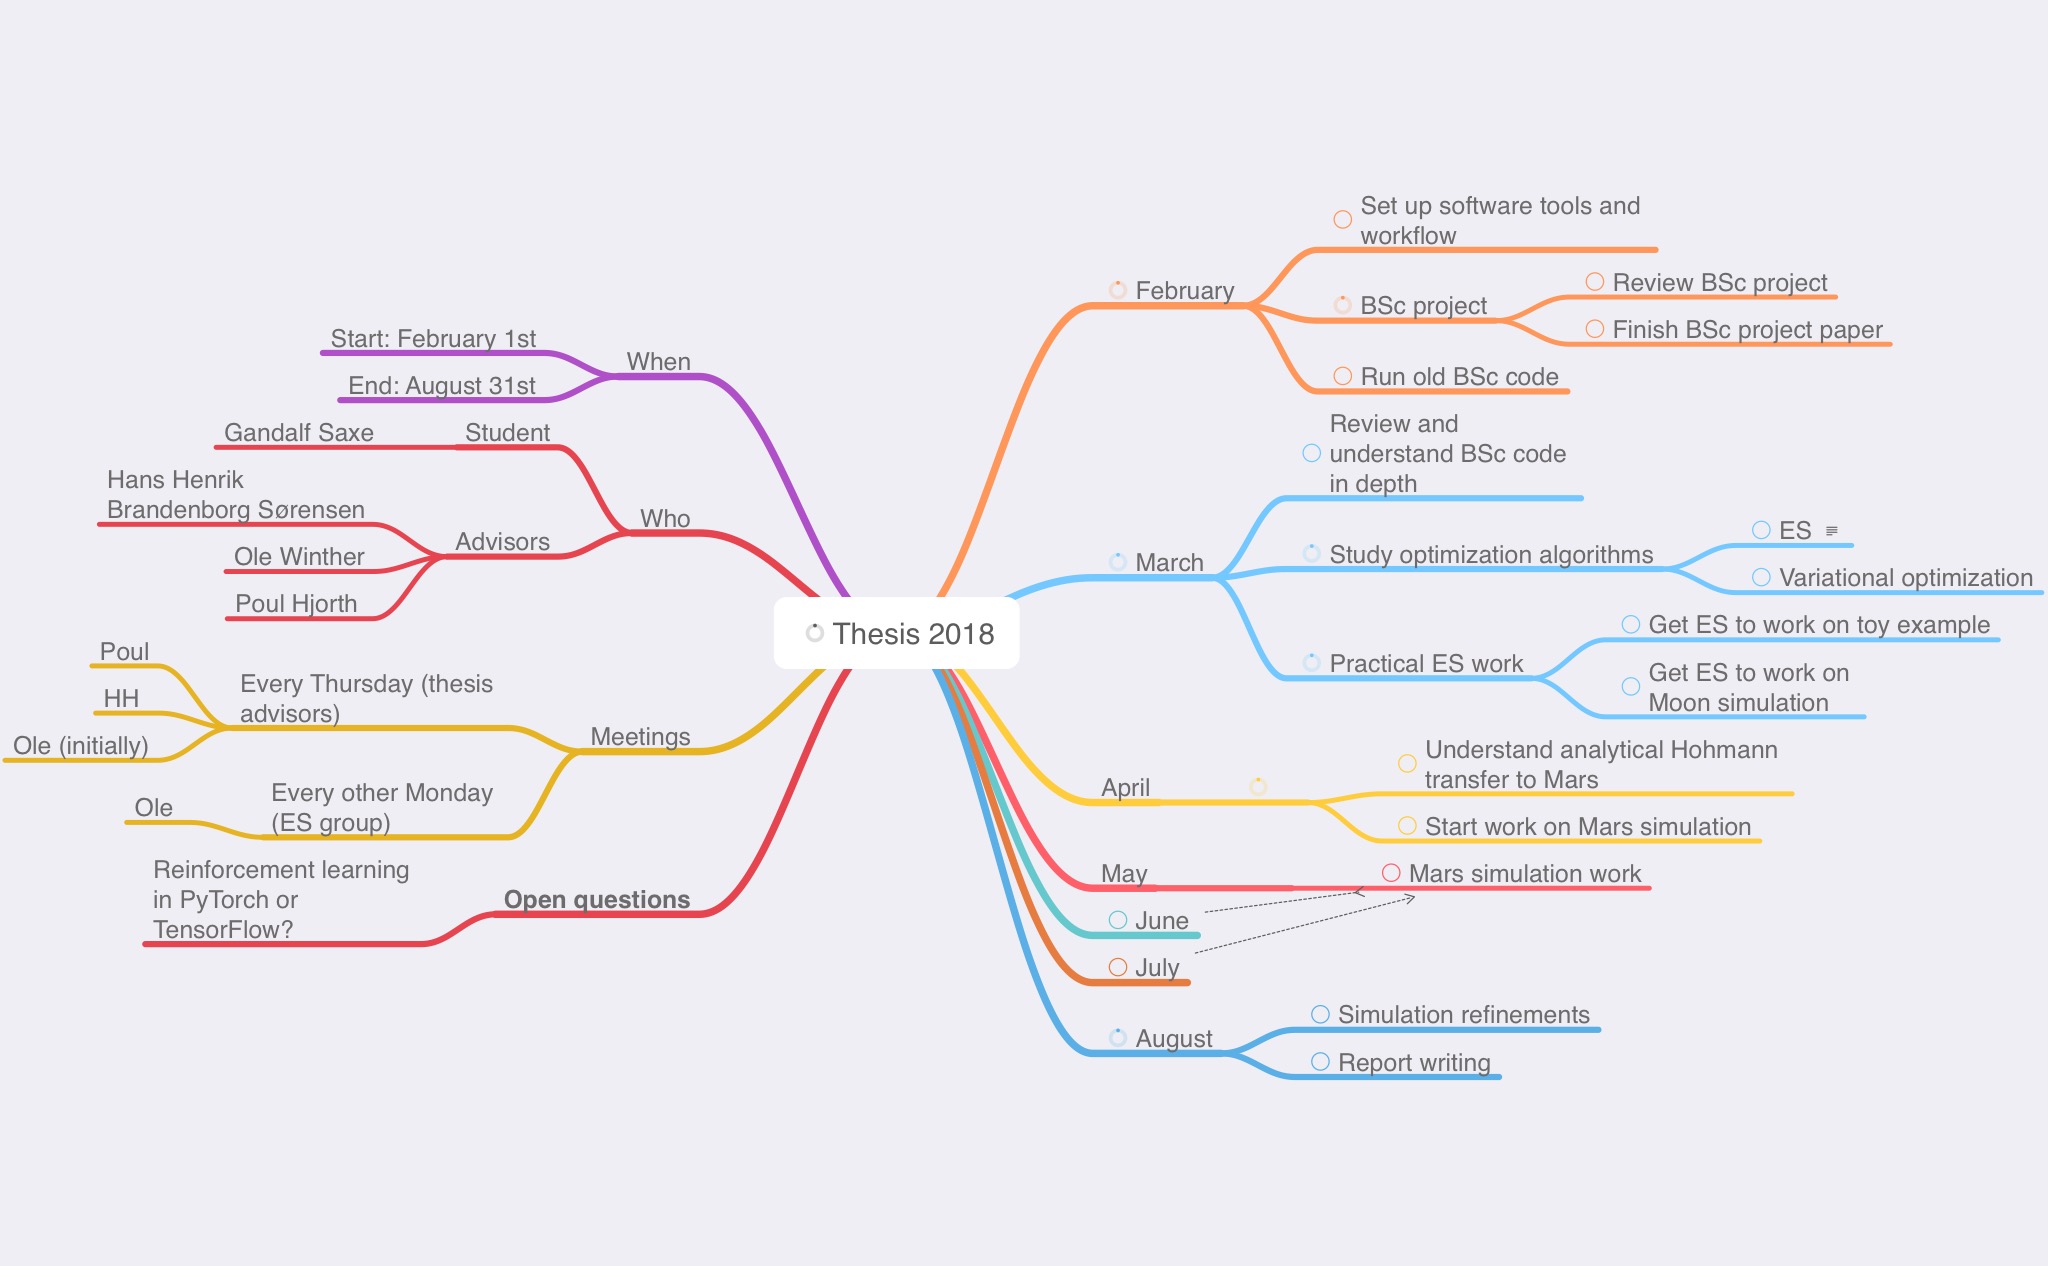 Thesis 2018
When
Start: February 1st
End: August 31st
Who
Student
Gandalf Saxe
Advisors
Hans Henrik
Brandenborg Sørensen
Ole Winther
Poul Hjorth
Meetings
Every Thursday (thesis
advisors)
Poul
HH
Ole (initially)
Every other Monday
(ES group)
Ole
Open questions
Reinforcement learning
in PyTorch or
TensorFlow?
February
Set up software tools and
workflow
BSc project
Review BSc project
Finish BSc project paper
Run old BSc code
March
Review and
understand BSc code
in depth
Study optimization algorithms
ES
Variational optimization
Practical ES work
Get ES to work on toy example
Get ES to work on
Moon simulation
April
Understand analytical Hohmann
transfer to Mars
Start work on Mars simulation
May
Mars simulation work
June
July
August
Simulation refinements
Report writing